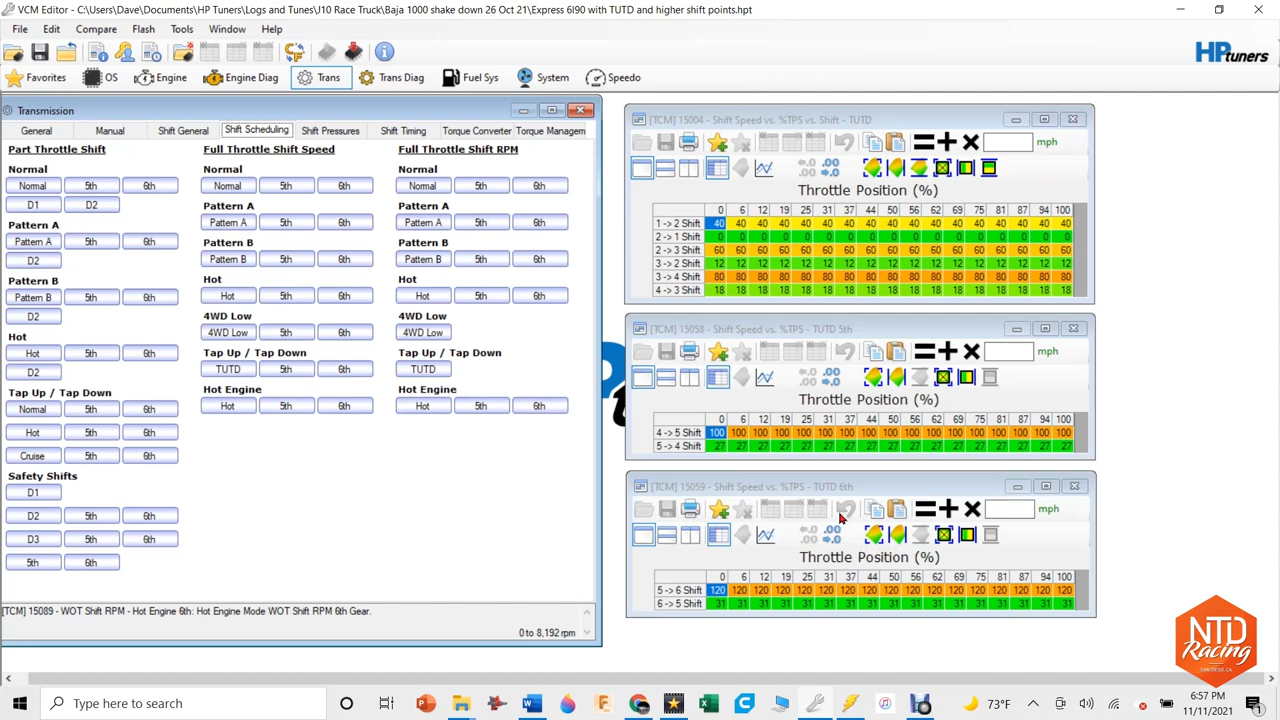 VCM Editor - C:\Users\Dave\Documents\HP Tuners\Logs and Tunes\J10 Race Truck\Baja 1000 shake down 26 Oct 21\Express 6l90 with TUTD and higher shift points.hpt
File Edit Compare Flash Tools Window Help
HPtuners
Favorites OS Engine Engine Diag Trans Trans Diag Fuel Sys System Speedo
Transmission
General Manual Shift General Shift Scheduling Shift Pressures Shift Timing Torque Converter Torque Managem
Part Throttle Shift Full Throttle Shift Speed Full Throttle Shift RPM
Normal Normal Normal
Normal 5th 6th Normal 5th 6th Normal 5th 6th
D1 D2
Pattern A Pattern A Pattern A
Pattern A 5th 6th Pattern A 5th 6th Pattern A 5th 6th
D2
Pattern B Pattern B Pattern B
Pattern B 5th 6th Pattern B 5th 6th Pattern B 5th 6th
D2
Hot Hot Hot
Hot 5th 6th Hot 5th 6th Hot 5th 6th
D2
4WD Low 4WD Low
4WD Low 5th 6th 4WD Low
Tap Up / Tap Down Tap Up / Tap Down Tap Up / Tap Down
Normal 5th 6th TUTD 5th 6th TUTD
Hot 5th 6th
Cruise 5th 6th
Hot Engine Hot Engine
Hot 5th 6th Hot 5th 6th
Safety Shifts
D1
D2 5th 6th
D3 5th 6th
5th 6th
[TCM] 15089 - WOT Shift RPM - Hot Engine 6th: Hot Engine Mode WOT Shift RPM 6th Gear.
0 to 8,192 rpm
[TCM] 15004 - Shift Speed vs. %TPS vs. Shift - TUTD
mph
Throttle Position (%)
0 6 12 19 25 31 37 44 50 56 62 69 75 81 87 94 100
1 -> 2 Shift 40 40 40 40 40 40 40 40 40 40 40 40 40 40 40 40 40
2 -> 1 Shift 0 0 0 0 0 0 0 0 0 0 0 0 0 0 0 0 0
2 -> 3 Shift 60 60 60 60 60 60 60 60 60 60 60 60 60 60 60 60 60
3 -> 2 Shift 12 12 12 12 12 12 12 12 12 12 12 12 12 12 12 12 12
3 -> 4 Shift 80 80 80 80 80 80 80 80 80 80 80 80 80 80 80 80 80
4 -> 3 Shift 18 18 18 18 18 18 18 18 18 18 18 18 18 18 18 18 18
[TCM] 15058 - Shift Speed vs. %TPS - TUTD 5th
mph
Throttle Position (%)
0 6 12 19 25 31 37 44 50 56 62 69 75 81 87 94 100
4 -> 5 Shift 100 100 100 100 100 100 100 100 100 100 100 100 100 100 100 100 100
5 -> 4 Shift 27 27 27 27 27 27 27 27 27 27 27 27 27 27 27 27 27
[TCM] 15059 - Shift Speed vs. %TPS - TUTD 6th
mph
Throttle Position (%)
0 6 12 19 25 31 37 44 50 56 62 69 75 81 87 94 100
5 -> 6 Shift 120 120 120 120 120 120 120 120 120 120 120 120 120 120 120 120 120
6 -> 5 Shift 31 31 31 31 31 31 31 31 31 31 31 31 31 31 31 31 31
NTD
Racing
SAN DIEGO, CA
Type here to search
73°F
6:57 PM
11/11/2021